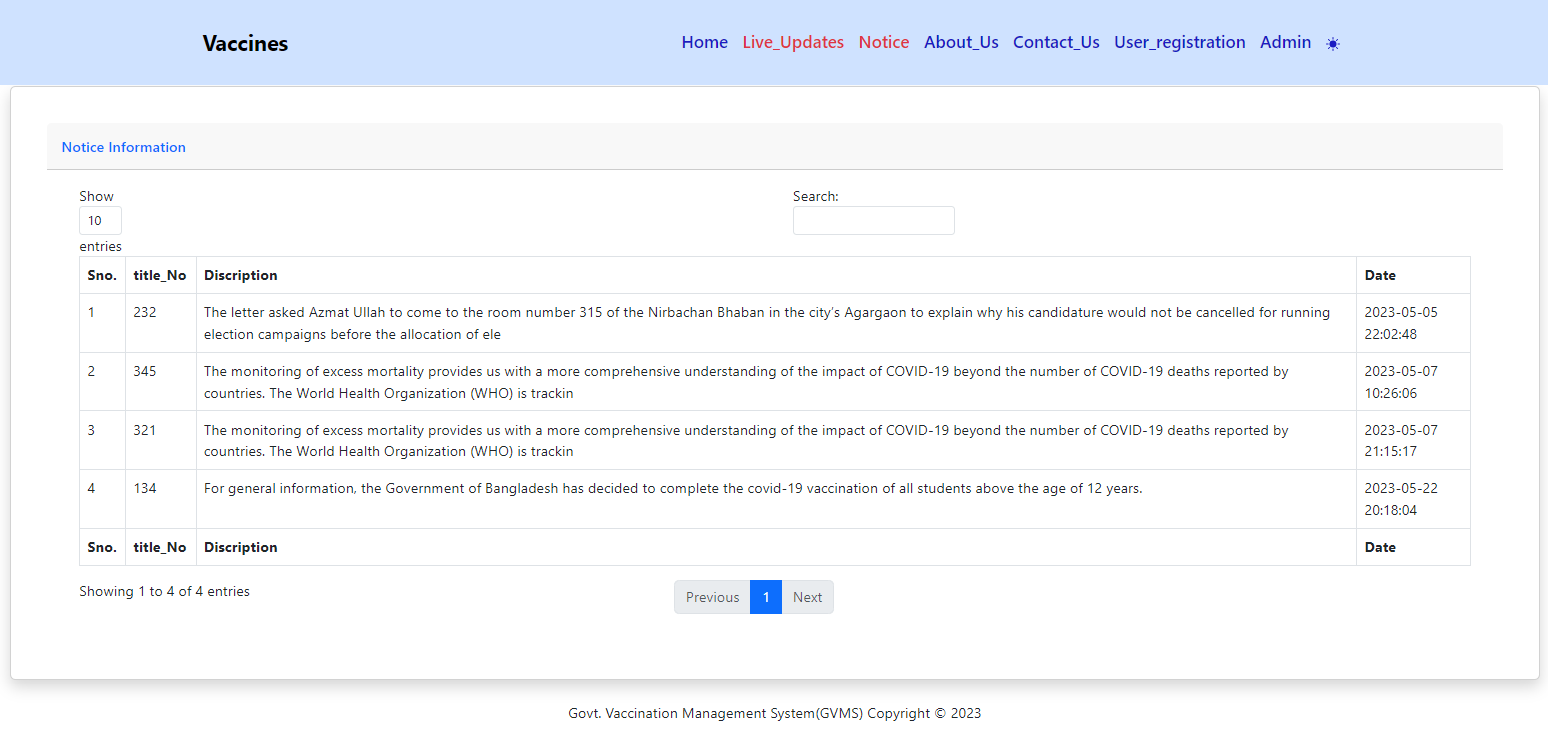 Vaccines
Home Live_Updates Notice About_Us Contact_Us User_registration Admin
Notice Information
Show
10
entries
Search:
Sno. title_No Discription Date
1 232 The letter asked Azmat Ullah to come to the room number 315 of the Nirbachan Bhaban in the city’s Agargaon to explain why his candidature would not be cancelled for running 2023-05-05
election campaigns before the allocation of ele 22:02:48
2 345 The monitoring of excess mortality provides us with a more comprehensive understanding of the impact of COVID-19 beyond the number of COVID-19 deaths reported by 2023-05-07
countries. The World Health Organization (WHO) is trackin 10:26:06
3 321 The monitoring of excess mortality provides us with a more comprehensive understanding of the impact of COVID-19 beyond the number of COVID-19 deaths reported by 2023-05-07
countries. The World Health Organization (WHO) is trackin 21:15:17
4 134 For general information, the Government of Bangladesh has decided to complete the covid-19 vaccination of all students above the age of 12 years. 2023-05-22
20:18:04
Sno. title_No Discription Date
Showing 1 to 4 of 4 entries
Previous 1 Next
Govt. Vaccination Management System(GVMS) Copyright © 2023